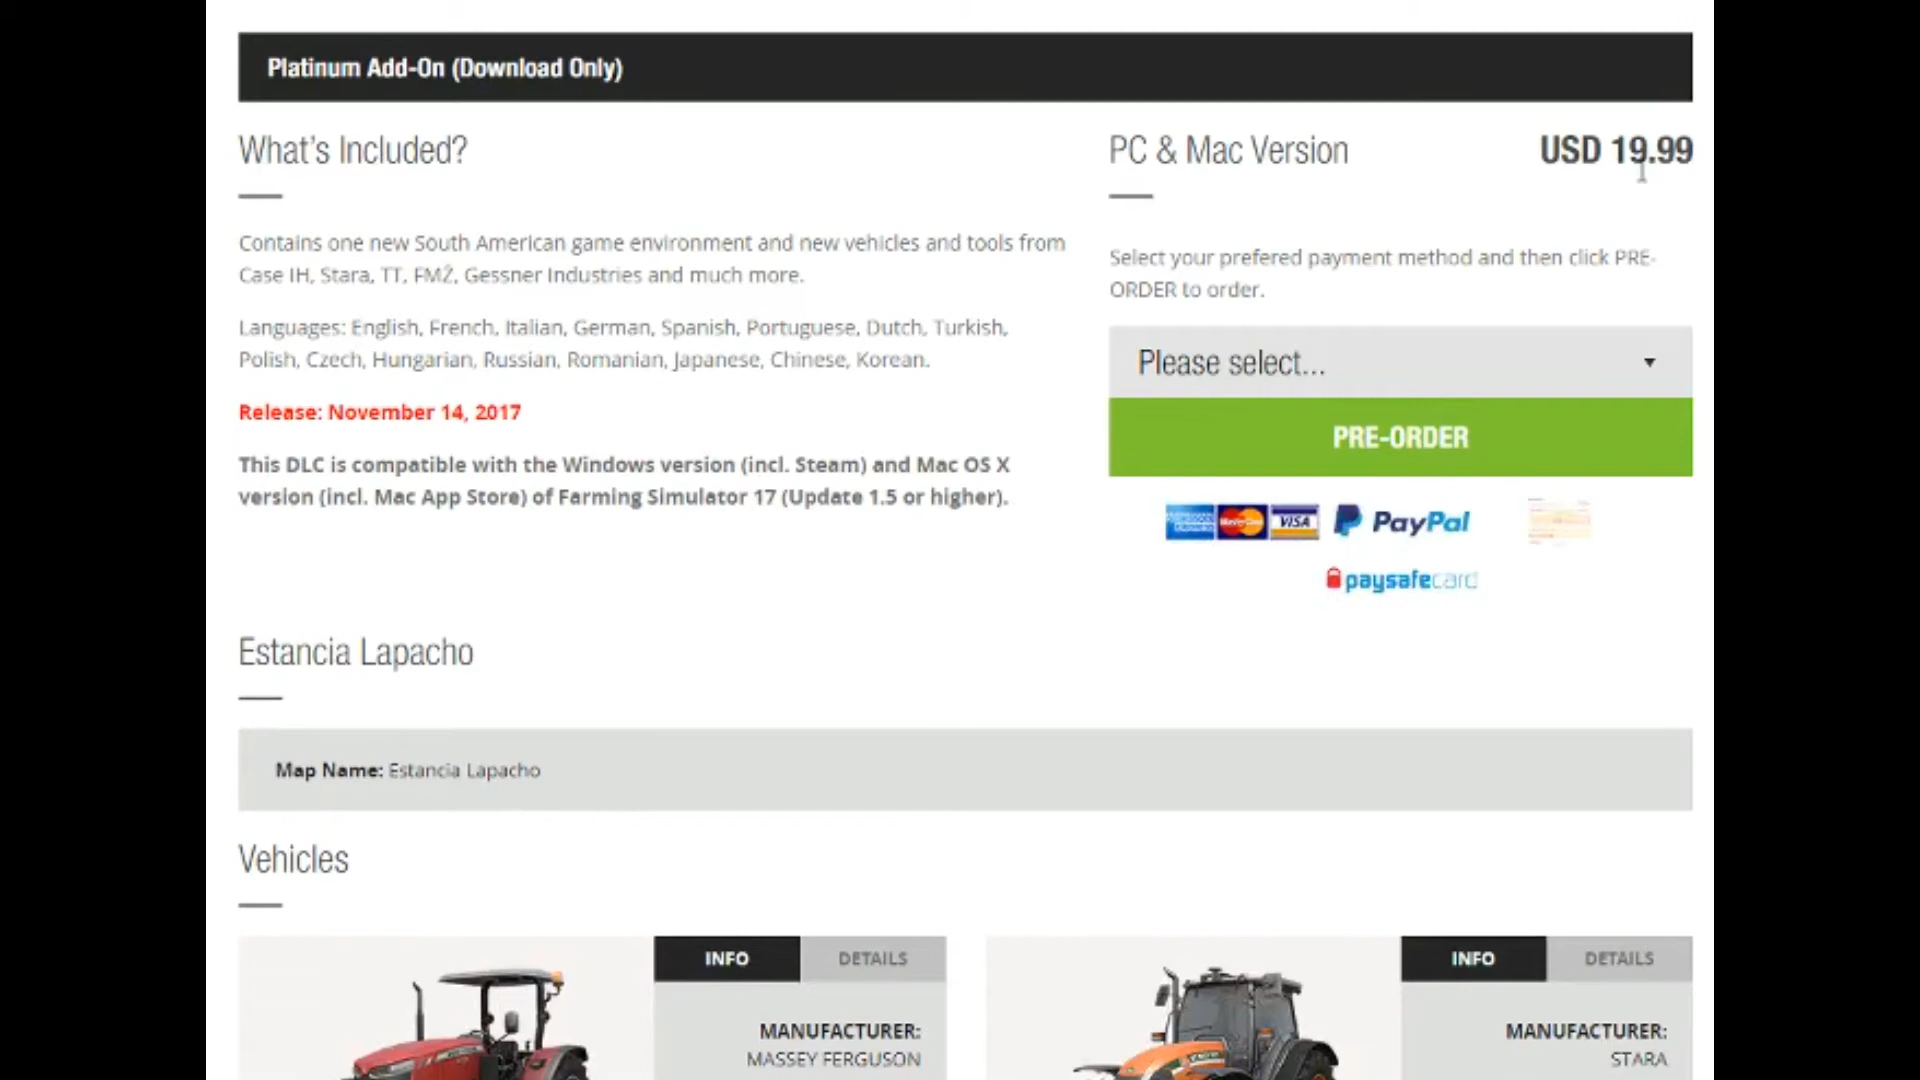 Platinum Add-On (Download Only)
What's Included?
Contains one new South American game environment and new vehicles and tools from
Case IH, Stara, TT, FMŽ, Gessner Industries and much more.
Languages: English, French, Italian, German, Spanish, Portuguese, Dutch, Turkish,
Polish, Czech, Hungarian, Russian, Romanian, Japanese, Chinese, Korean.
Release: November 14, 2017
This DLC is compatible with the Windows version (incl. Steam) and Mac OS X
version (incl. Mac App Store) of Farming Simulator 17 (Update 1.5 or higher).
PC & Mac Version
USD 19.99
Select your prefered payment method and then click PRE-
ORDER to order.
Please select...
PRE-ORDER
MasterCard VISA PayPal
paysafecard
Estancia Lapacho
Map Name: Estancia Lapacho
Vehicles
INFO DETAILS
MANUFACTURER:
MASSEY FERGUSON
INFO DETAILS
MANUFACTURER:
STARA